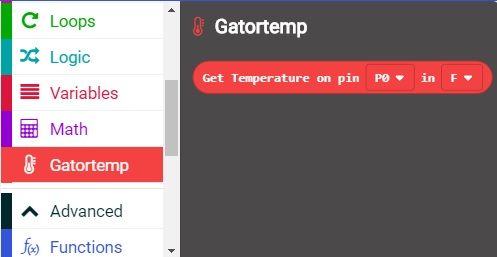 Loops
Logic
Variables
Math
Gatortemp
Advanced
f(x) Functions
Gatortemp
Get Temperature on pin P0 in F